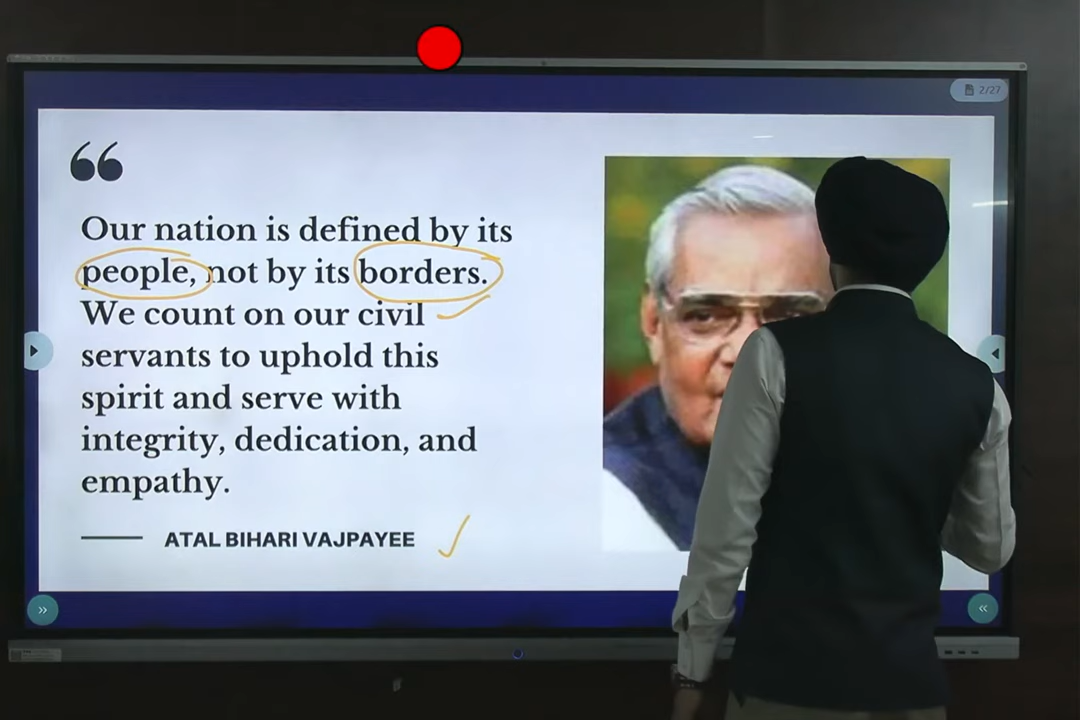 2/27
“
Our nation is defined by its
people, not by its borders.
We count on our civil
servants to uphold this
spirit and serve with
integrity, dedication, and
empathy.
ATAL BIHARI VAJPAYEE